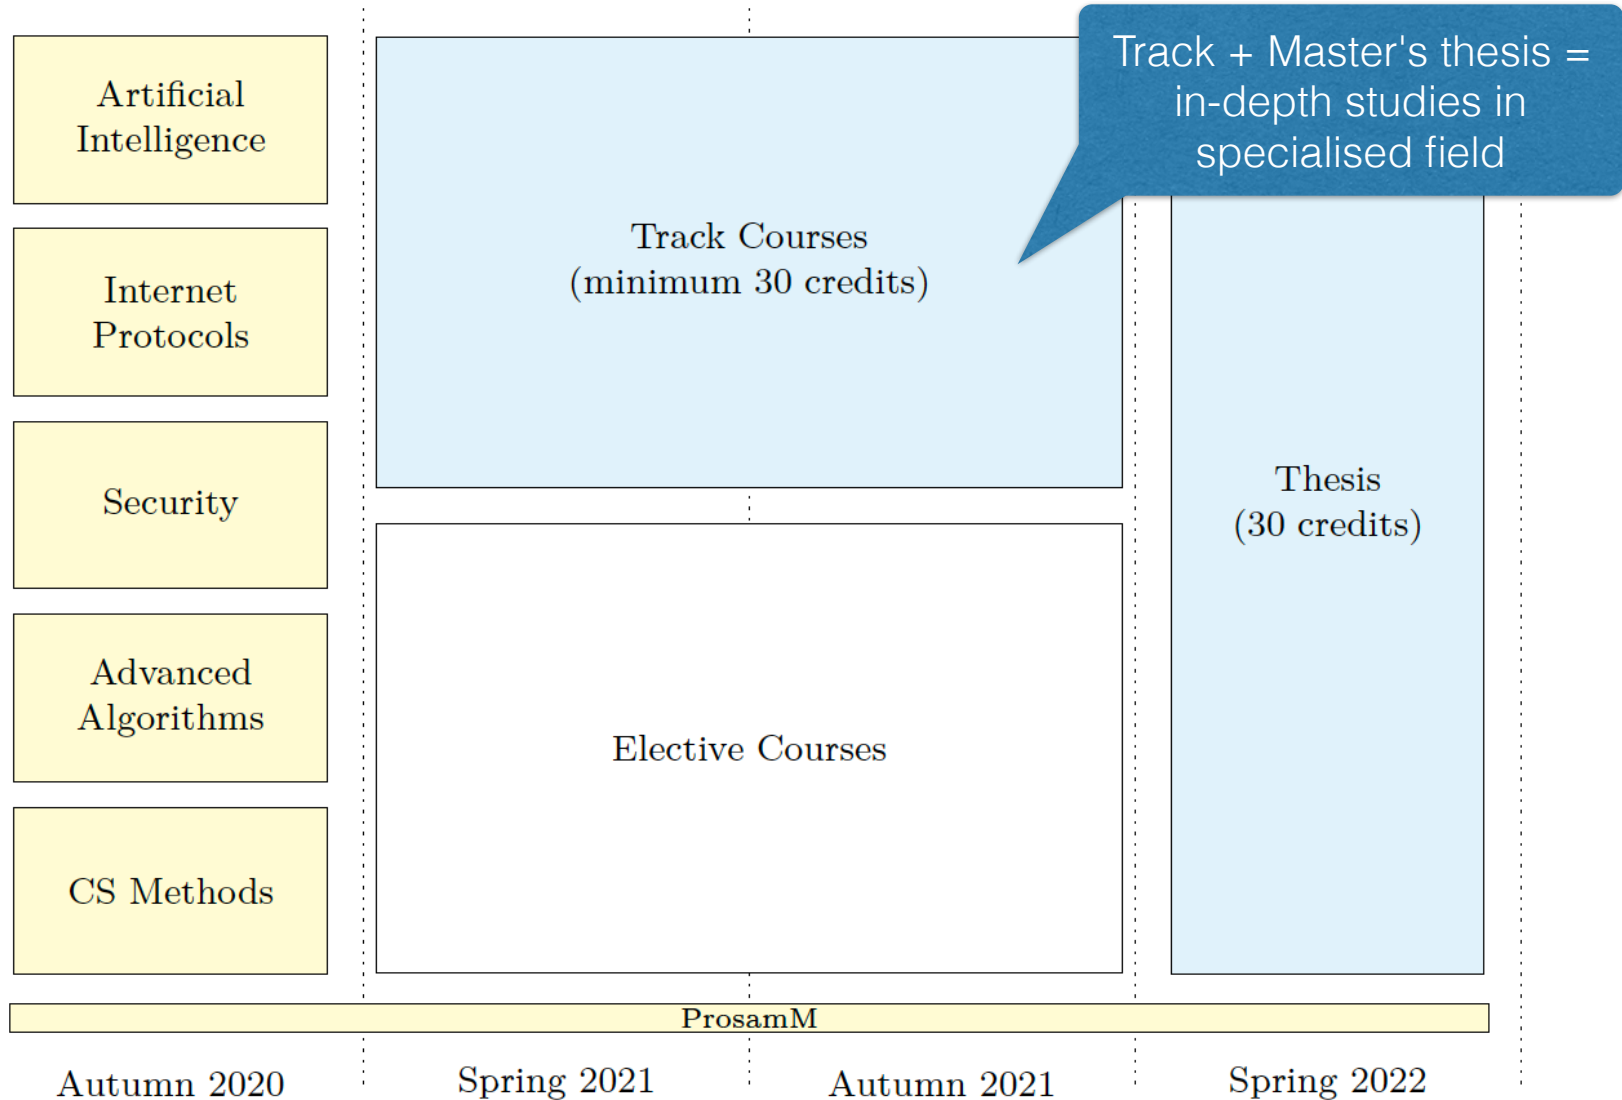 Artificial
Intelligence
Internet
Protocols
Security
Advanced
Algorithms
CS Methods
Track Courses
(minimum 30 credits)
Elective Courses
Track + Master's thesis =
in-depth studies in
specialised field
Thesis
(30 credits)
ProsamM
Autumn 2020
Spring 2021
Autumn 2021
Spring 2022